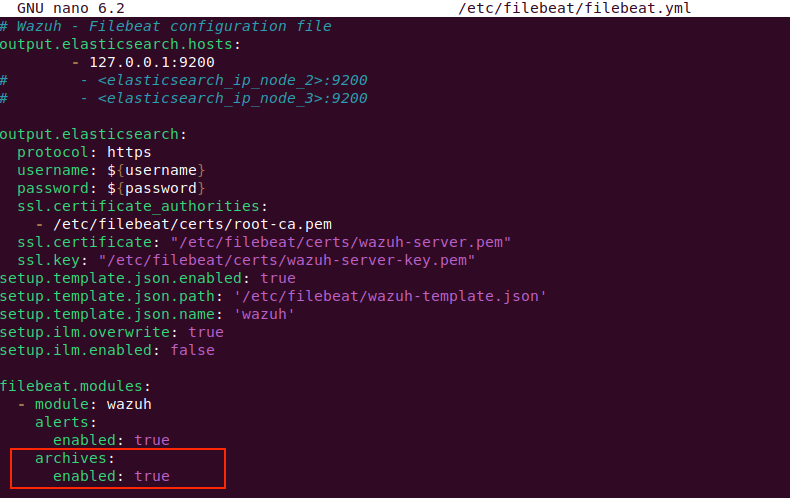 GNU nano 6.2 /etc/filebeat/filebeat.yml
# Wazuh - Filebeat configuration file
output.elasticsearch.hosts:
        - 127.0.0.1:9200
#        - <elasticsearch_ip_node_2>:9200
#        - <elasticsearch_ip_node_3>:9200
output.elasticsearch:
  protocol: https
  username: ${username}
  password: ${password}
  ssl.certificate_authorities:
    - /etc/filebeat/certs/root-ca.pem
  ssl.certificate: "/etc/filebeat/certs/wazuh-server.pem"
  ssl.key: "/etc/filebeat/certs/wazuh-server-key.pem"
setup.template.json.enabled: true
setup.template.json.path: '/etc/filebeat/wazuh-template.json'
setup.template.json.name: 'wazuh'
setup.ilm.overwrite: true
setup.ilm.enabled: false
filebeat.modules:
  - module: wazuh
    alerts:
      enabled: true
    archives:
      enabled: true